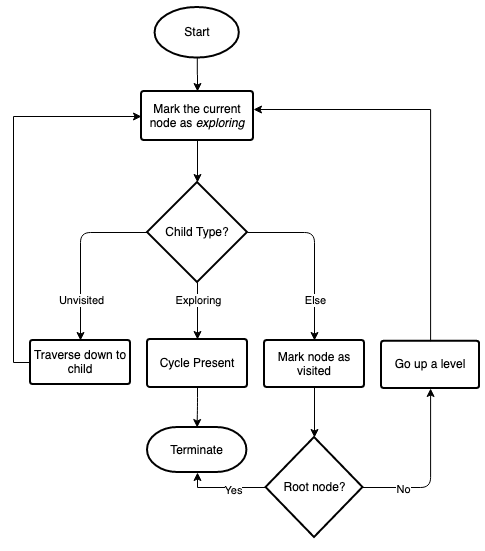 Start
Mark the current
node as exploring
Child Type?
Unvisited
Exploring
Else
Traverse down to
child
Cycle Present
Mark node as
visited
Go up a level
Terminate
Root node?
Yes
No